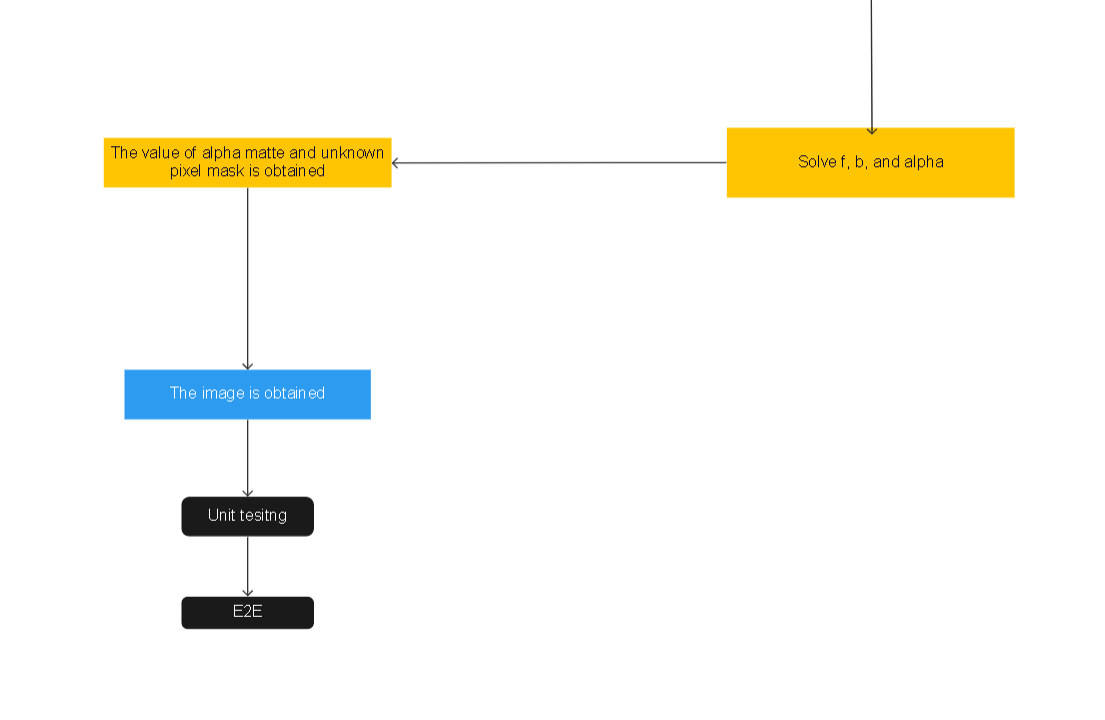 The value of alpha matte and unknown
pixel mask is obtained
Solve f, b, and alpha
The image is obtained
Unit tesitng
E2E